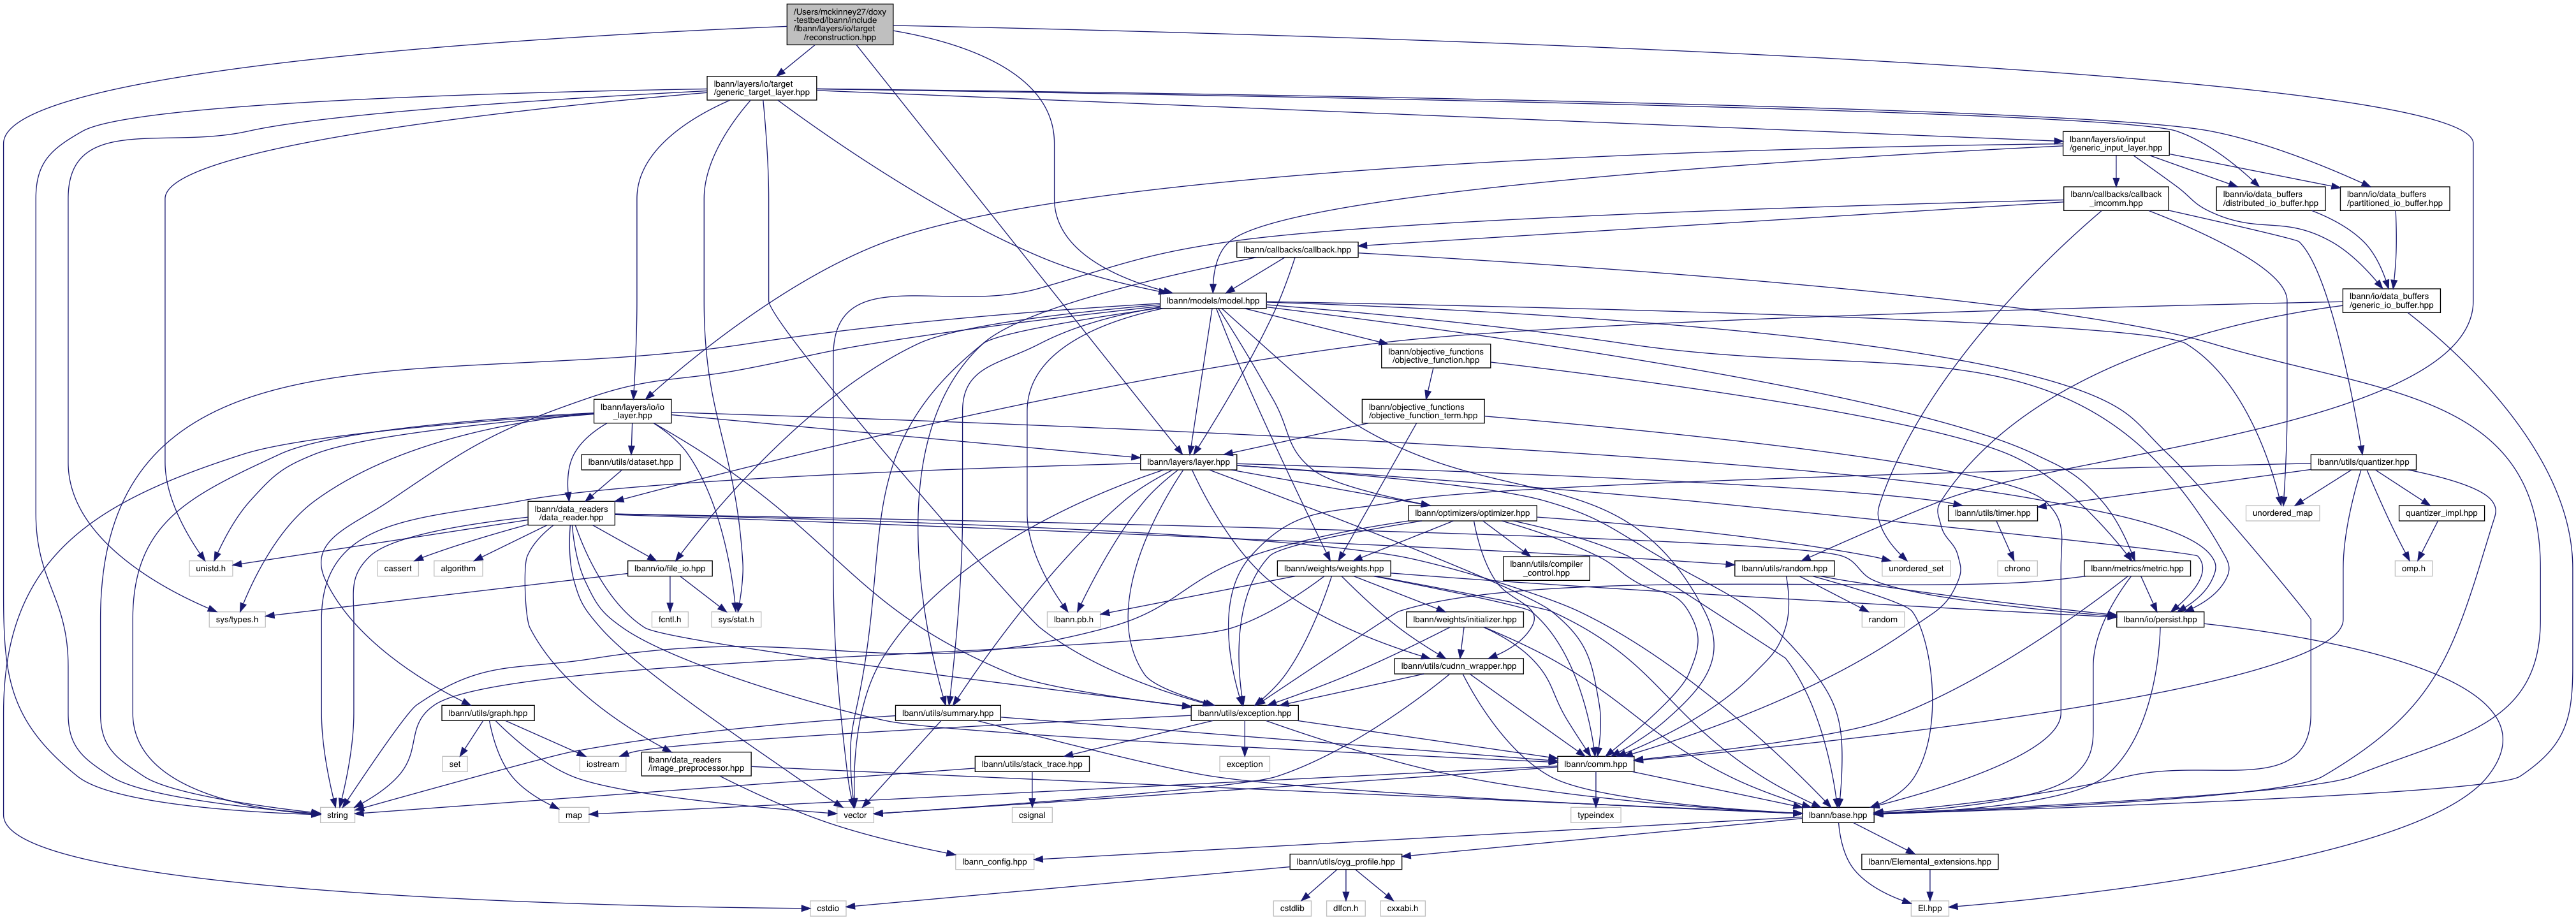 /Users/mckinney27/doxy
-testbed/lbann/include
/lbann/layers/io/target
/reconstruction.hpp
lbann/layers/io/target
/generic_target_layer.hpp
lbann/layers/io/input
/generic_input_layer.hpp
lbann/callbacks/callback
_imcomm.hpp
lbann/io/data_buffers
/distributed_io_buffer.hpp
lbann/io/data_buffers
/partitioned_io_buffer.hpp
lbann/callbacks/callback.hpp
lbann/models/model.hpp
lbann/io/data_buffers
/generic_io_buffer.hpp
lbann/objective_functions
/objective_function.hpp
lbann/layers/io/io
_layer.hpp
lbann/objective_functions
/objective_function_term.hpp
lbann/utils/dataset.hpp
lbann/layers/layer.hpp
lbann/utils/quantizer.hpp
lbann/data_readers
/data_reader.hpp
lbann/optimizers/optimizer.hpp
lbann/utils/timer.hpp
unordered_map
quantizer_impl.hpp
unistd.h
cassert
algorithm
lbann/io/file_io.hpp
lbann/weights/weights.hpp
lbann/utils/compiler
_control.hpp
lbann/utils/random.hpp
unordered_set
chrono
lbann/metrics/metric.hpp
omp.h
sys/types.h
fcntl.h
sys/stat.h
lbann.pb.h
lbann/weights/initializer.hpp
random
lbann/io/persist.hpp
lbann/utils/cudnn_wrapper.hpp
lbann/utils/graph.hpp
lbann/utils/summary.hpp
lbann/utils/exception.hpp
set
iostream
lbann/data_readers
/image_preprocessor.hpp
lbann/utils/stack_trace.hpp
exception
lbann/comm.hpp
string
map
vector
csignal
typeindex
lbann/base.hpp
lbann_config.hpp
lbann/utils/cyg_profile.hpp
lbann/Elemental_extensions.hpp
cstdio
cstdlib
dlfcn.h
cxxabi.h
El.hpp